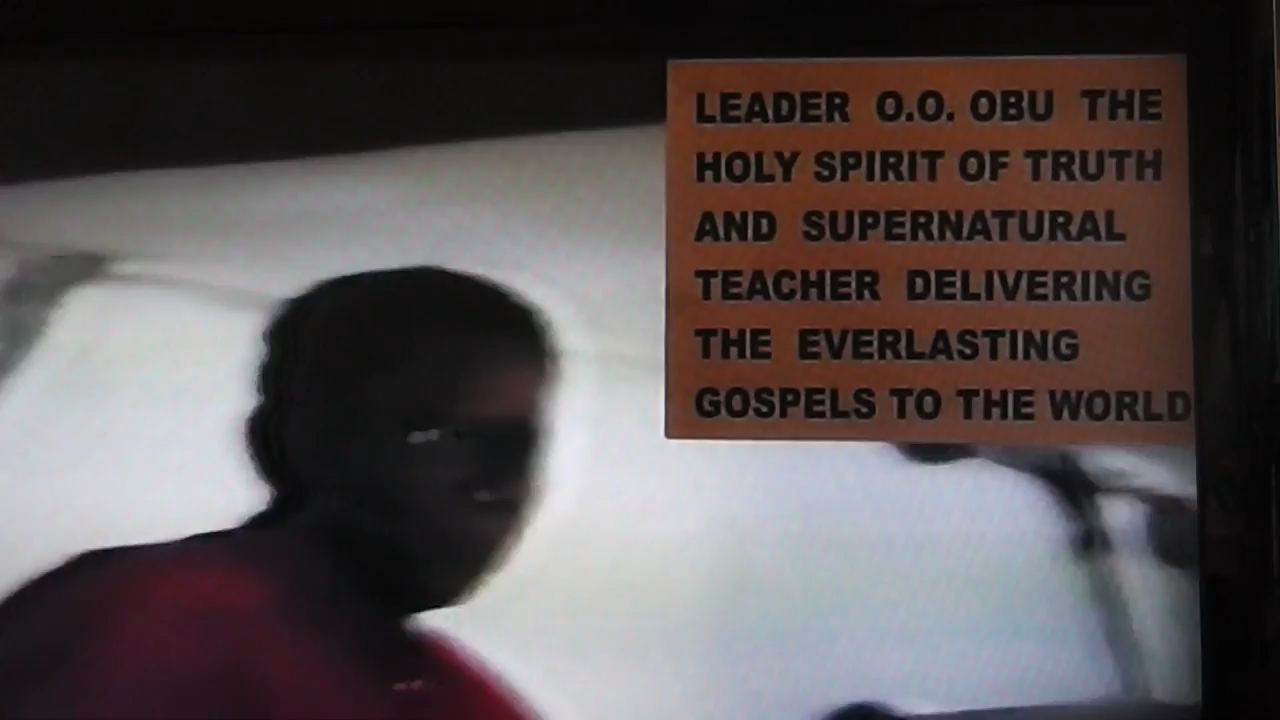 LEADER O.O. OBU THE
HOLY SPIRIT OF TRUTH
AND SUPERNATURAL
TEACHER DELIVERING
THE EVERLASTING
GOSPELS TO THE WORLD